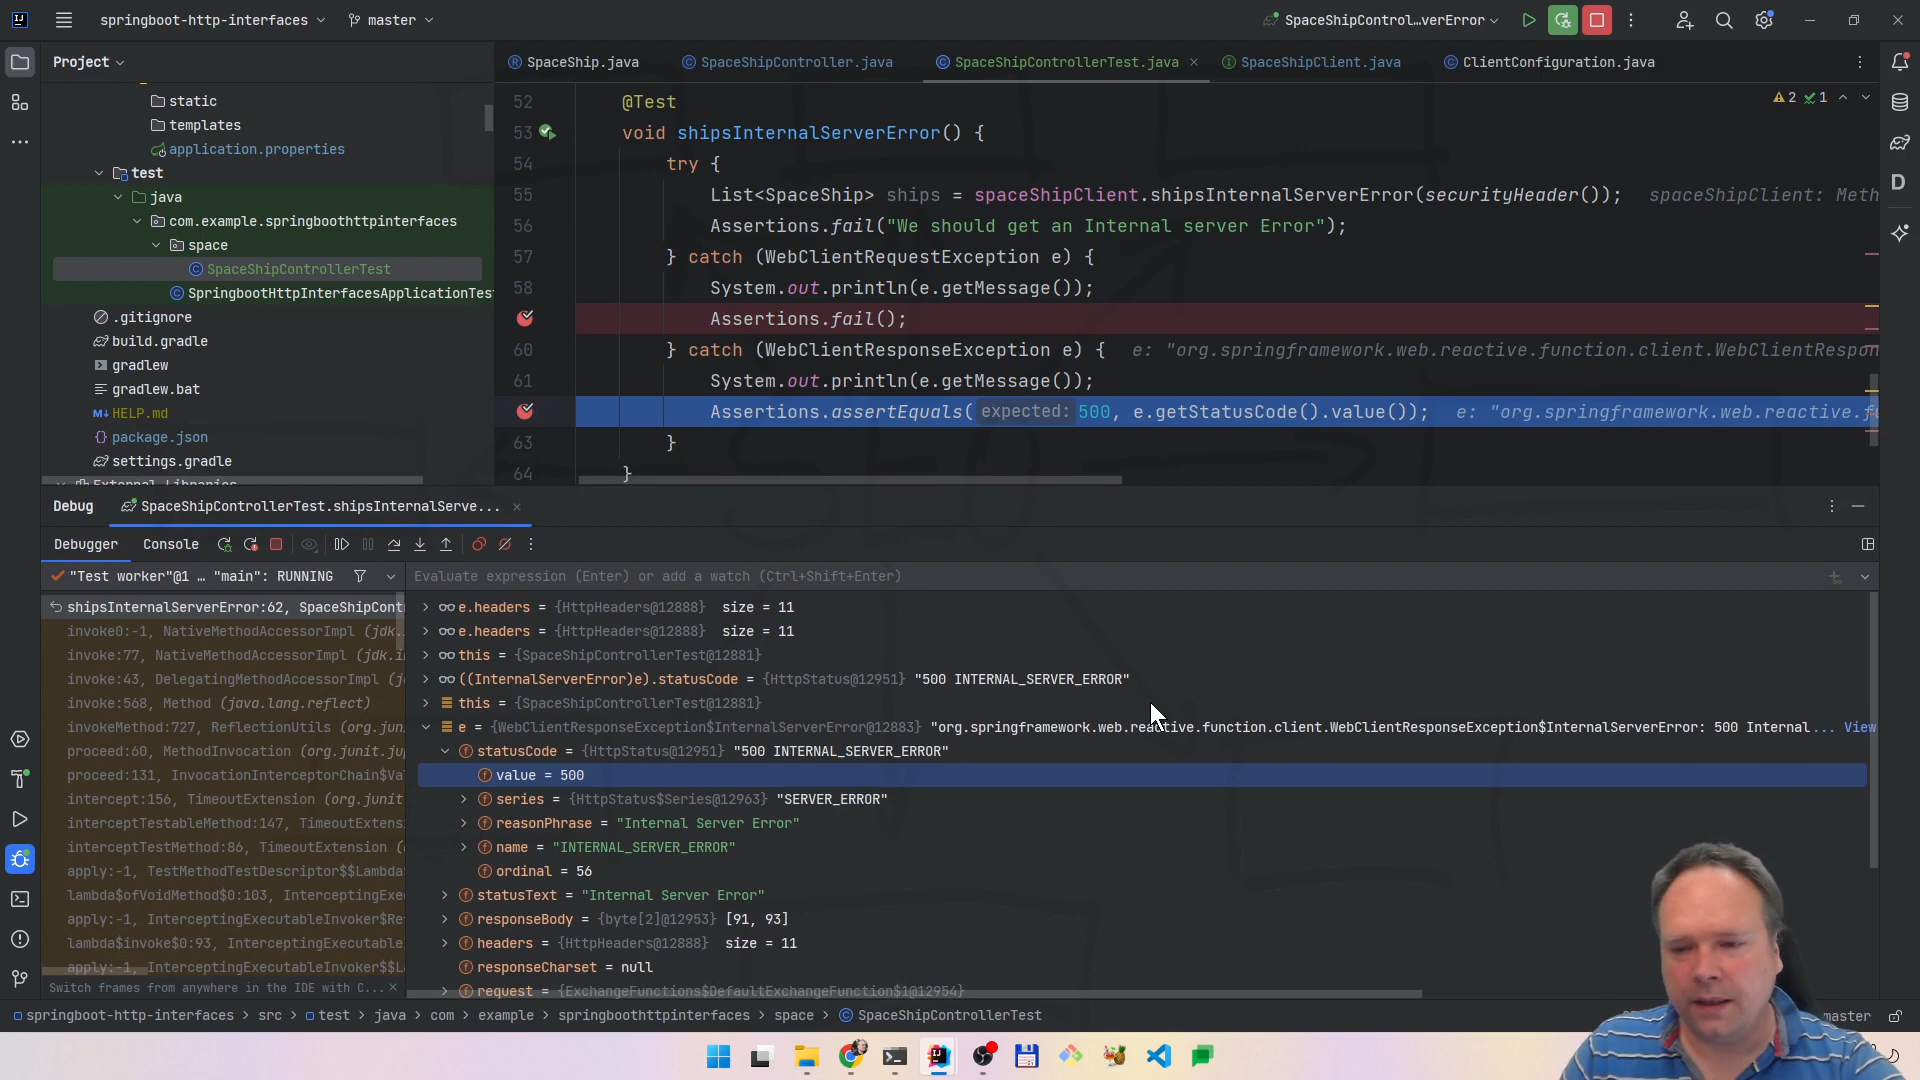 springboot-http-interfaces
master
SpaceShipControl…verError
Project
SpaceShip.java
SpaceShipController.java
SpaceShipControllerTest.java
SpaceShipClient.java
ClientConfiguration.java
static
templates
application.properties
test
java
com.example.springboothttpinterfaces
space
SpaceShipControllerTest
SpringbootHttpInterfacesApplicationTes
.gitignore
build.gradle
gradlew
gradlew.bat
M↓ HELP.md
package.json
settings.gradle
External Libraries
2 1
52 @Test
53 void shipsInternalServerError() {
54 try {
55 List<SpaceShip> ships = spaceShipClient.shipsInternalServerError(securityHeader()); spaceShipClient: Meth
56 Assertions.fail("We should get an Internal server Error");
57 } catch (WebClientRequestException e) {
58 System.out.println(e.getMessage());
Assertions.fail();
60 } catch (WebClientResponseException e) { e: "org.springframework.web.reactive.function.client.WebClientRespon
61 System.out.println(e.getMessage());
Assertions.assertEquals( expected: 500, e.getStatusCode().value()); e: "org.springframework.web.reactive.f
63 }
64 }
Debug
SpaceShipControllerTest.shipsInternalServe...
Debugger
Console
"Test worker"@1 … "main": RUNNING
Evaluate expression (Enter) or add a watch (Ctrl+Shift+Enter)
shipsInternalServerError:62, SpaceShipCont
invoke0:-1, NativeMethodAccessorImpl (jdk.i
invoke:77, NativeMethodAccessorImpl (jdk.in
invoke:43, DelegatingMethodAccessorImpl (j
invoke:568, Method (java.lang.reflect)
invokeMethod:727, ReflectionUtils (org.jun
proceed:60, MethodInvocation (org.junit.ju
proceed:131, InvocationInterceptorChain$Va
intercept:156, TimeoutExtension (org.junit
interceptTestableMethod:147, TimeoutExtens
interceptTestMethod:86, TimeoutExtension (
apply:-1, TestMethodTestDescriptor$$Lambda
lambda$ofVoidMethod$0:103, InterceptingExe
apply:-1, InterceptingExecutableInvoker$Re
lambda$invoke$0:93, InterceptingExecutable
apply:-1, InterceptingExecutableInvoker$$L
Switch frames from anywhere in the IDE with C...
e.headers = {HttpHeaders@12888} size = 11
e.headers = {HttpHeaders@12888} size = 11
this = {SpaceShipControllerTest@12881}
((InternalServerError)e).statusCode = {HttpStatus@12951} "500 INTERNAL_SERVER_ERROR"
this = {SpaceShipControllerTest@12881}
e = {WebClientResponseException$InternalServerError@12883} "org.springframework.web.reactive.function.client.WebClientResponseException$InternalServerError: 500 Internal... View
statusCode = {HttpStatus@12951} "500 INTERNAL_SERVER_ERROR"
value = 500
series = {HttpStatus$Series@12963} "SERVER_ERROR"
reasonPhrase = "Internal Server Error"
name = "INTERNAL_SERVER_ERROR"
ordinal = 56
statusText = "Internal Server Error"
responseBody = {byte[2]@12953} [91, 93]
headers = {HttpHeaders@12888} size = 11
responseCharset = null
request = {ExchangeFunctions$DefaultExchangeFunction$1@12954}
springboot-http-interfaces > src > test > java > com > example > springboothttpinterfaces > space > SpaceShipControllerTest
master